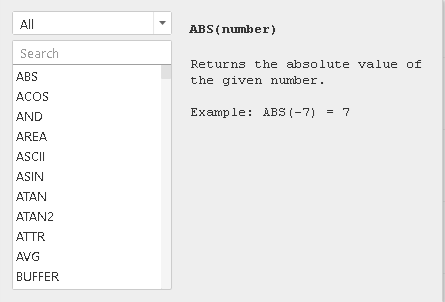 All
Search
ABS
ACOS
AND
AREA
ASCII
ASIN
ATAN
ATAN2
ATTR
AVG
BUFFER
ABS(number)
Returns the absolute value of
the given number.
Example: ABS(-7) = 7